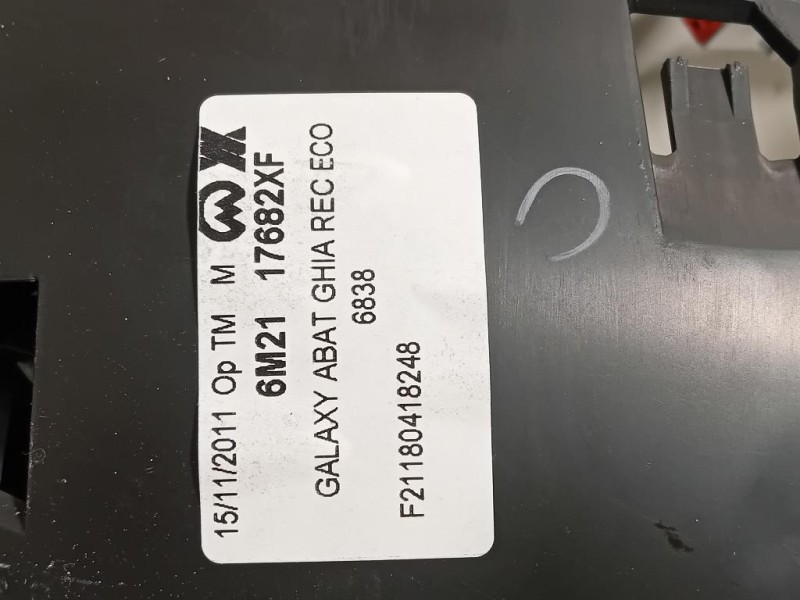 15/11/2011 Op TM M
6M21 17682XF
GALAXY ABAT GHIA REC ECO
6838
F21180418248